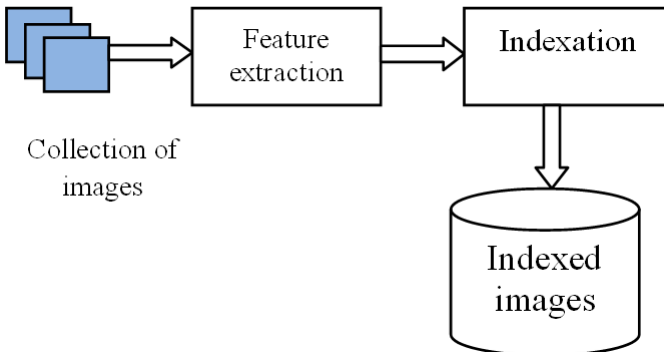 Feature
extraction
Indexation
Collection of
images
Indexed
images